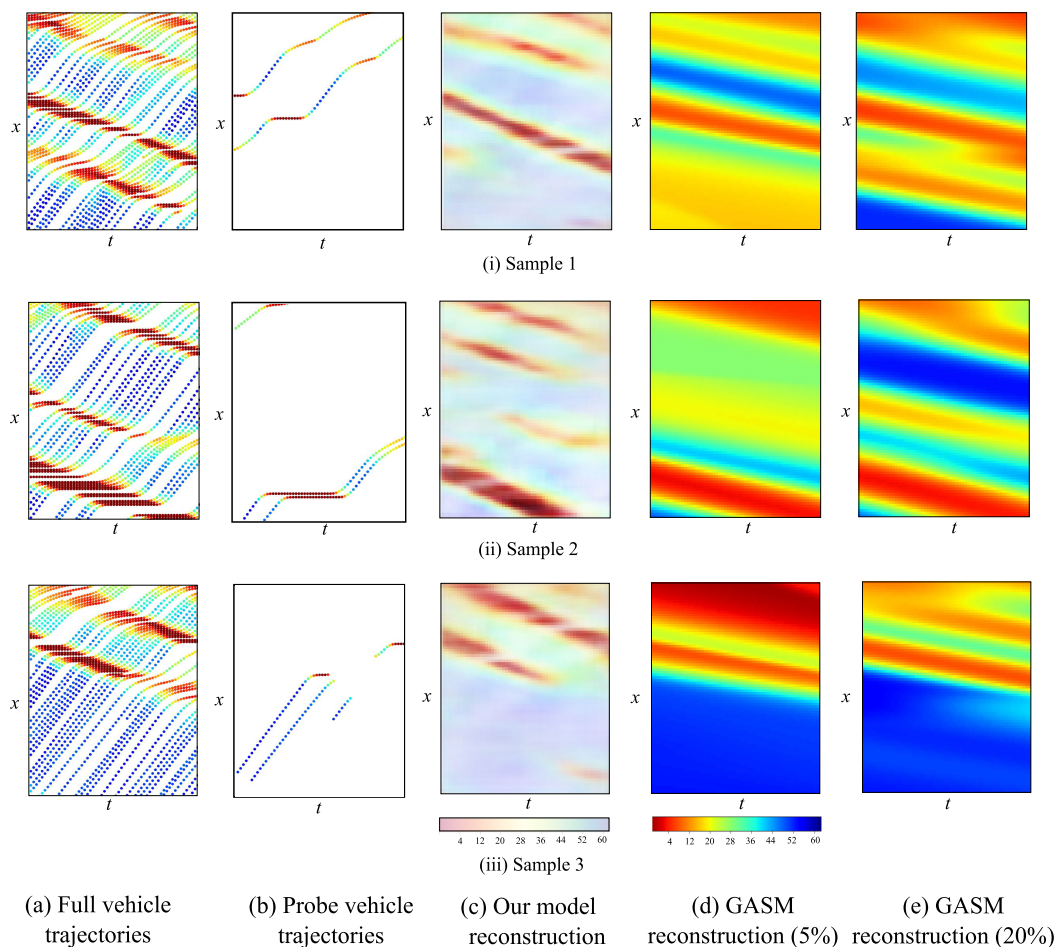 x
x
x
x
x
t
t
t
t
t
(i) Sample 1
x
x
x
x
x
t
t
t
t
t
(ii) Sample 2
x
x
x
x
x
t
t
t
t
t
4 12 20 28 36 44 52 60
4 12 20 28 36 44 52 60
(iii) Sample 3
(a) Full vehicle
trajectories
(b) Probe vehicle
trajectories
(c) Our model
reconstruction
(d) GASM
reconstruction (5%)
(e) GASM
reconstruction (20%)